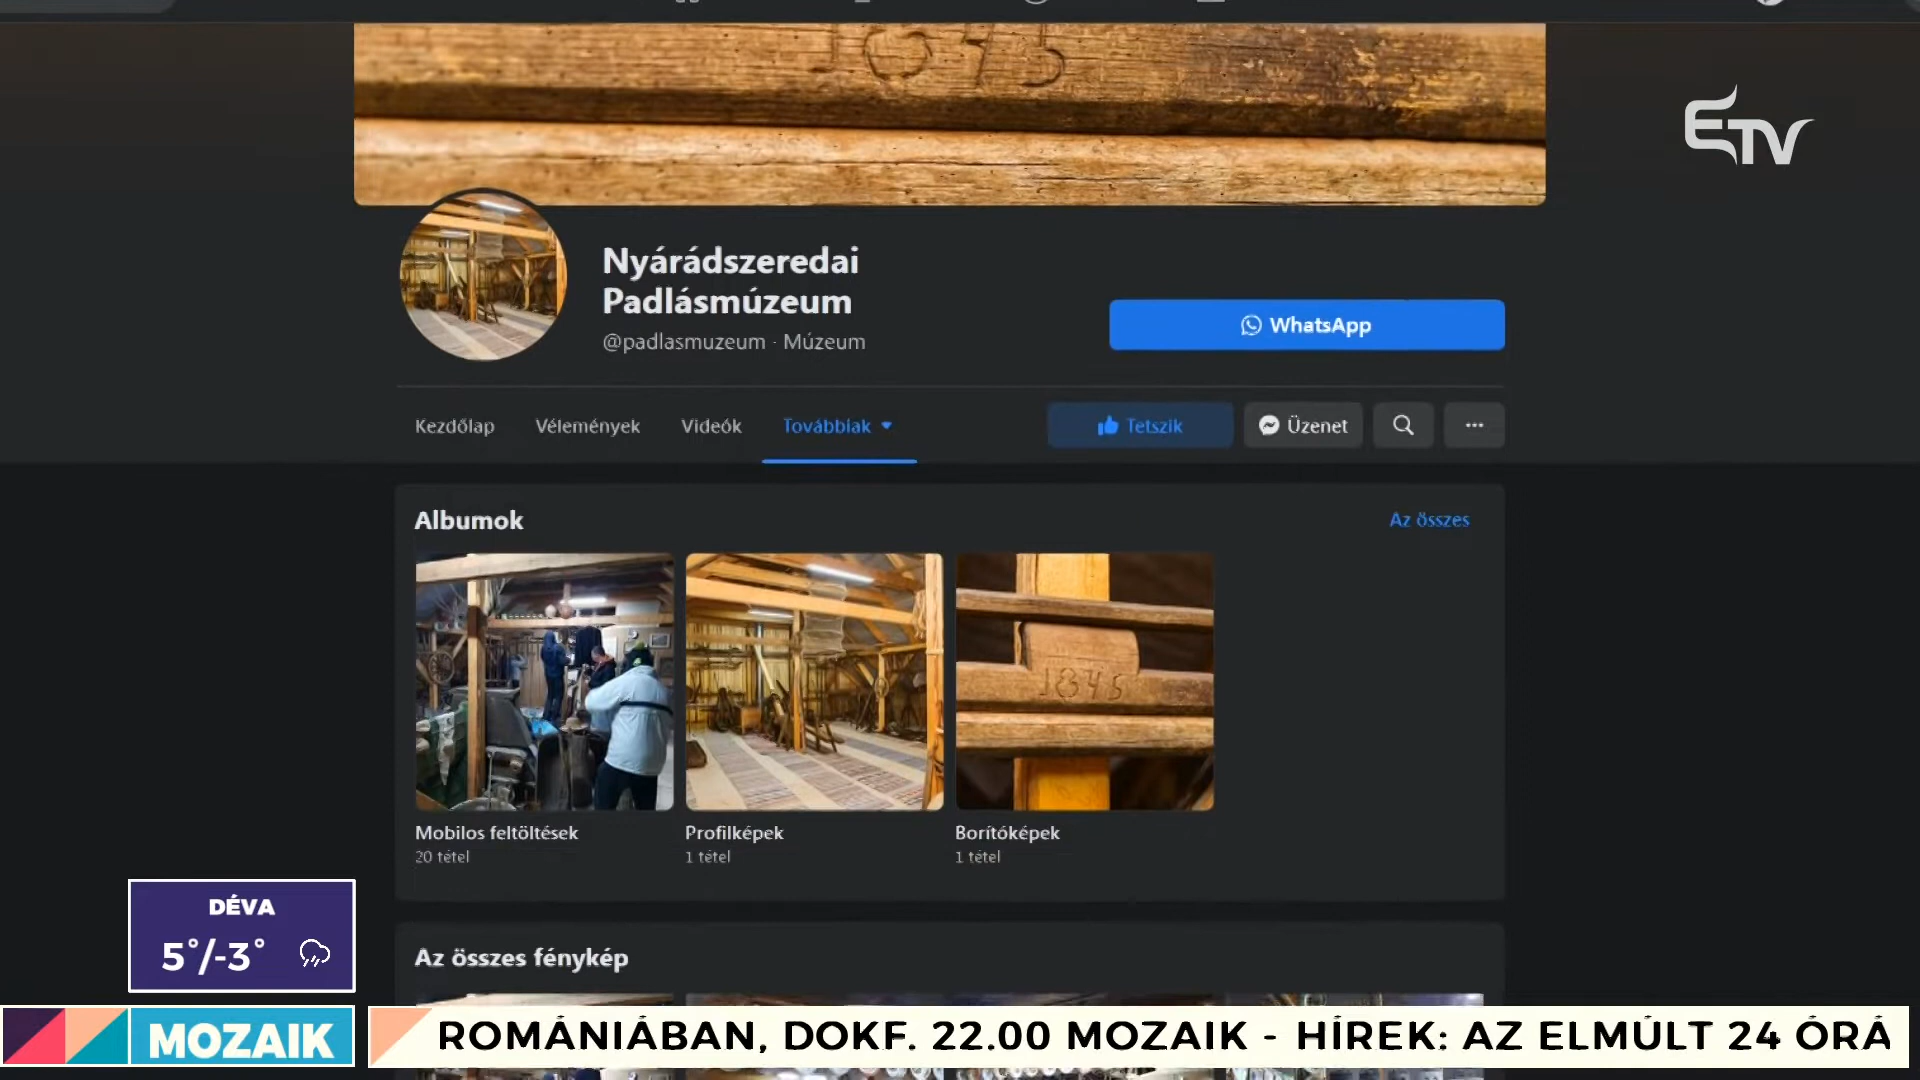 1845
ETV
Nyárádszeredai
Padlásmúzeum
@padlasmuzeum · Múzeum
WhatsApp
Kezdőlap
Vélemények
Videók
Továbbiak
Tetszik
Üzenet
Albumok
Az összes
1845
Mobilos feltöltések
20 tétel
Profilképek
1 tétel
Borítóképek
1 tétel
DÉVA
5°/-3°
Az összes fénykép
MOZAIK
ROMÁNIÁBAN, DOKF. 22.00 MOZAIK - HÍREK: AZ ELMÚLT 24 ÓRÁ